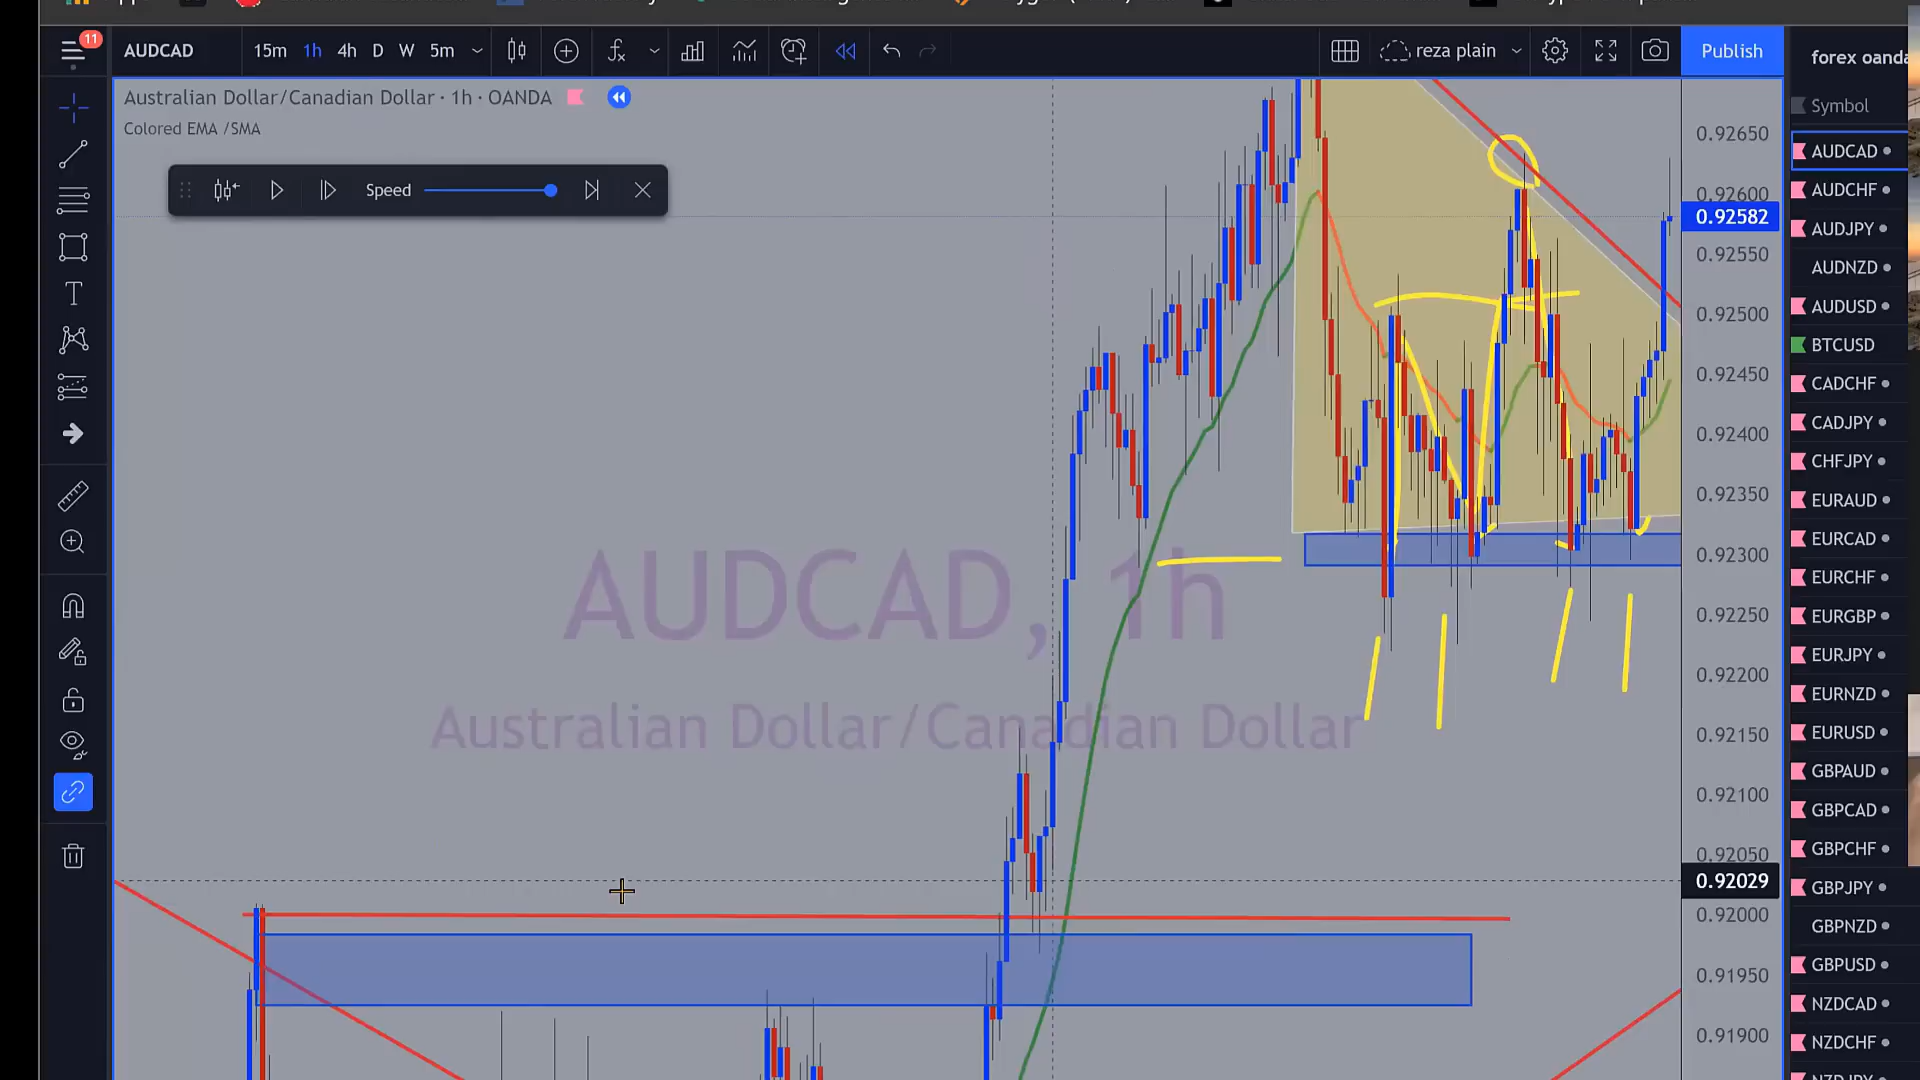 11
AUDCAD
15m 1h 4h D W 5m
reza plain
Publish
forex oanda
Australian Dollar/Canadian Dollar · 1h · OANDA
Colored EMA /SMA
Speed
AUDCAD, 1h
Australian Dollar/Canadian Dollar
0.92650
0.92600
0.92582
0.92550
0.92500
0.92450
0.92400
0.92350
0.92300
0.92250
0.92200
0.92150
0.92100
0.92050
0.92029
0.92000
0.91950
0.91900
Symbol
AUDCAD
AUDCHF
AUDJPY
AUDNZD
AUDUSD
BTCUSD
CADCHF
CADJPY
CHFJPY
EURAUD
EURCAD
EURCHF
EURGBP
EURJPY
EURNZD
EURUSD
GBPAUD
GBPCAD
GBPCHF
GBPJPY
GBPNZD
GBPUSD
NZDCAD
NZDCHF